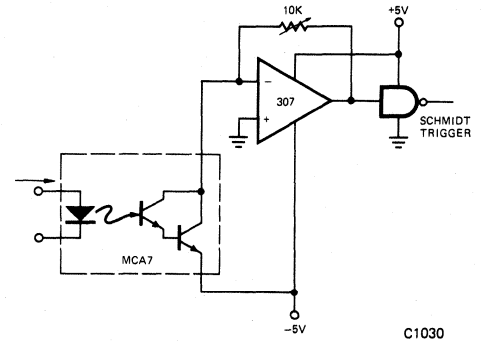 10K
+5V
−
307
+
SCHMIDT
TRIGGER
MCA7
−5V
C1030